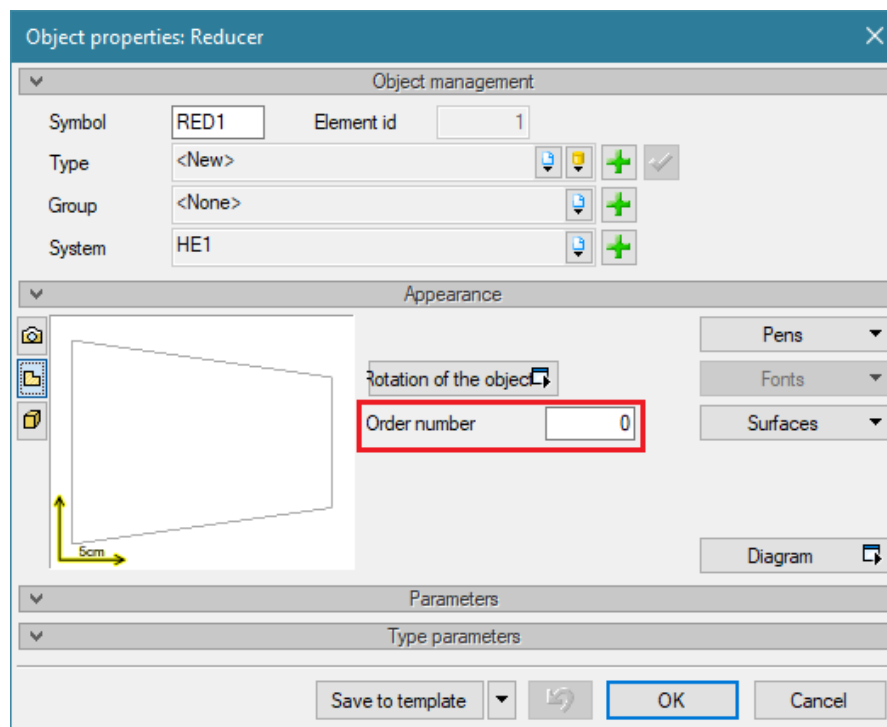 Object properties: Reducer
Object management
Symbol RED1 Element id 1
Type <New>
Group <None>
System HE1
Appearance
Pens
Rotation of the object
Fonts
Order number 0
Surfaces
5cm
Diagram
Parameters
Type parameters
Save to template OK Cancel